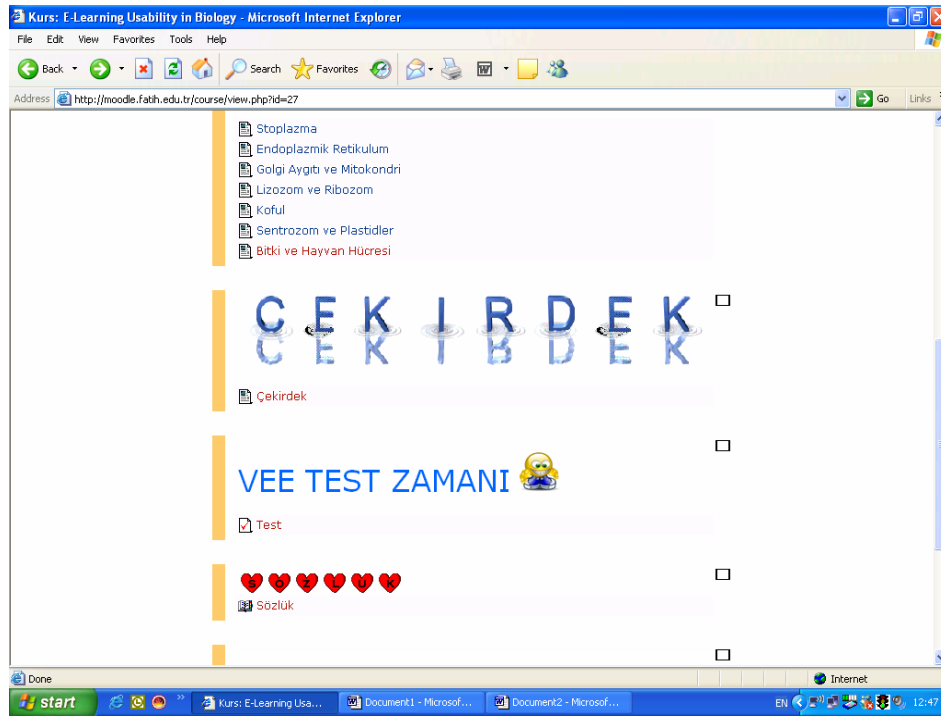 Kurs: E-Learning Usability in Biology - Microsoft Internet Explorer
File Edit View Favorites Tools Help
Back Search Favorites
Address http://moodle.fatih.edu.tr/course/view.php?id=27 Go Links
Stoplazma
Endoplazmik Retikulum
Golgi Aygıtı ve Mitokondri
Lizozom ve Ribozom
Koful
Sentrozom ve Plastidler
Bitki ve Hayvan Hücresi
ÇEKIRDEK
Çekirdek
VEE TEST ZAMANI
Test
SÖZLÜK
Sözlük
Done Internet
start Kurs: E-Learning Usa... Document1 - Microsof... Document2 - Microsof... EN 12:47